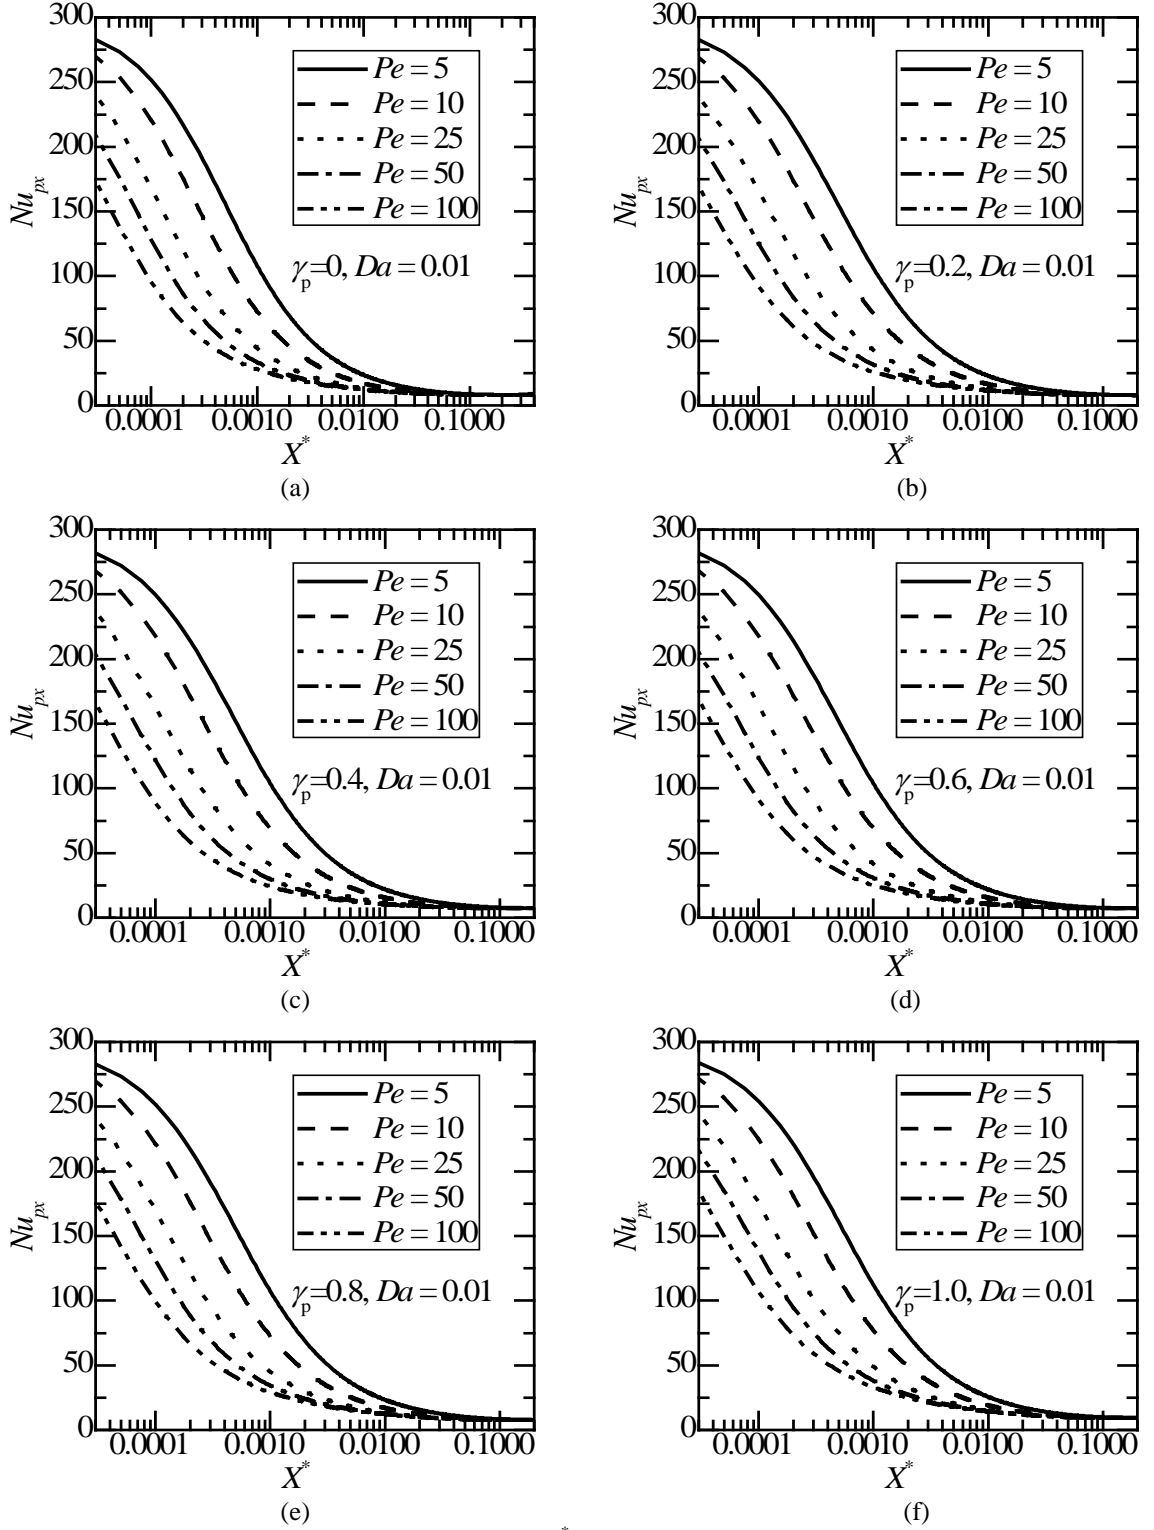 300
250
200
150
100
50
0
Nu_px
Pe = 5
Pe = 10
Pe = 25
Pe = 50
Pe = 100
γ_p=0, Da = 0.01
0.0001 0.0010 0.0100 0.1000
X*
(a)
300
250
200
150
100
50
0
Nu_px
Pe = 5
Pe = 10
Pe = 25
Pe = 50
Pe = 100
γ_p=0.2, Da = 0.01
0.0001 0.0010 0.0100 0.1000
X*
(b)
300
250
200
150
100
50
0
Nu_px
Pe = 5
Pe = 10
Pe = 25
Pe = 50
Pe = 100
γ_p=0.4, Da = 0.01
0.0001 0.0010 0.0100 0.1000
X*
(c)
300
250
200
150
100
50
0
Nu_px
Pe = 5
Pe = 10
Pe = 25
Pe = 50
Pe = 100
γ_p=0.6, Da = 0.01
0.0001 0.0010 0.0100 0.1000
X*
(d)
300
250
200
150
100
50
0
Nu_px
Pe = 5
Pe = 10
Pe = 25
Pe = 50
Pe = 100
γ_p=0.8, Da = 0.01
0.0001 0.0010 0.0100 0.1000
X*
(e)
300
250
200
150
100
50
0
Nu_px
Pe = 5
Pe = 10
Pe = 25
Pe = 50
Pe = 100
γ_p=1.0, Da = 0.01
0.0001 0.0010 0.0100 0.1000
X*
(f)
*